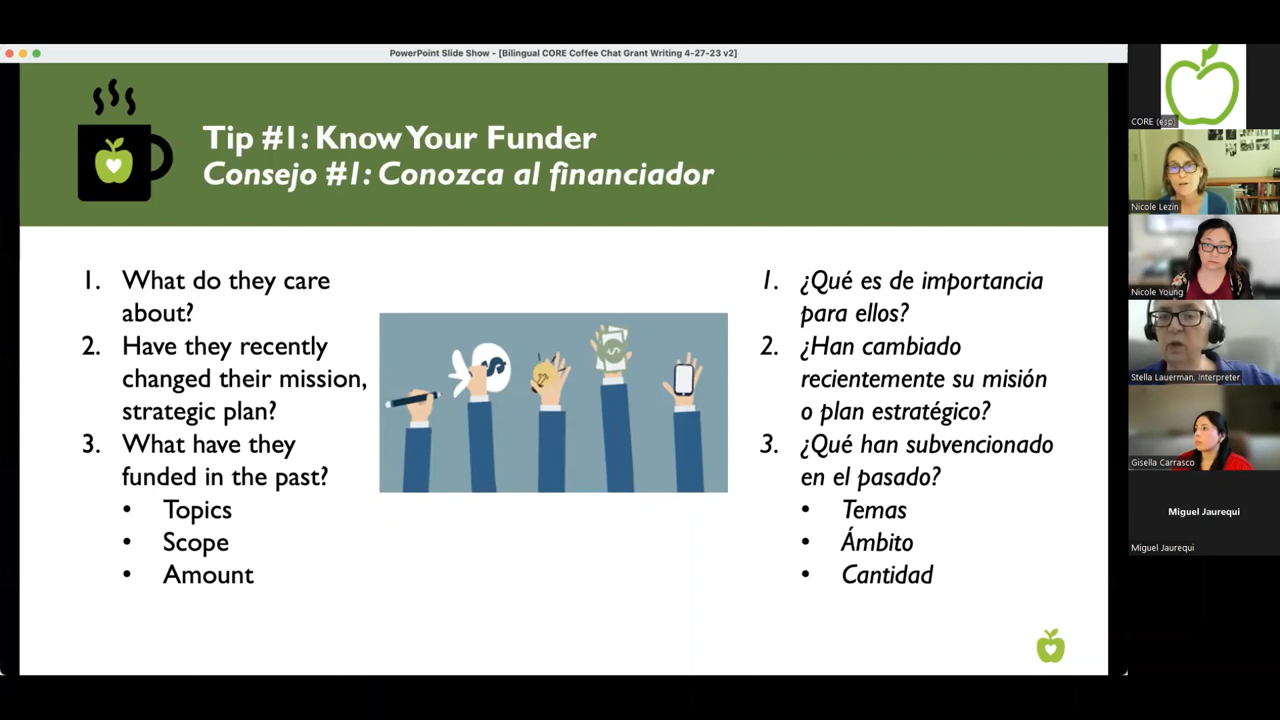 PowerPoint Slide Show - [Bilingual CORE Coffee Chat Grant Writing 4-27-23 v2]
Tip #1: Know Your Funder
Consejo #1: Conozca al financiador
1. What do they care
about?
2. Have they recently
changed their mission,
strategic plan?
3. What have they
funded in the past?
• Topics
• Scope
• Amount
$
$
1. ¿Qué es de importancia
para ellos?
2. ¿Han cambiado
recientemente su misión
o plan estratégico?
3. ¿Qué han subvencionado
en el pasado?
• Temas
• Ámbito
• Cantidad
CORE (esp)
Nicole Lezin
Nicole Young
Stella Lauerman, Interpreter
Gisella Carrasco
Miguel Jaurequi
Miguel Jaurequi